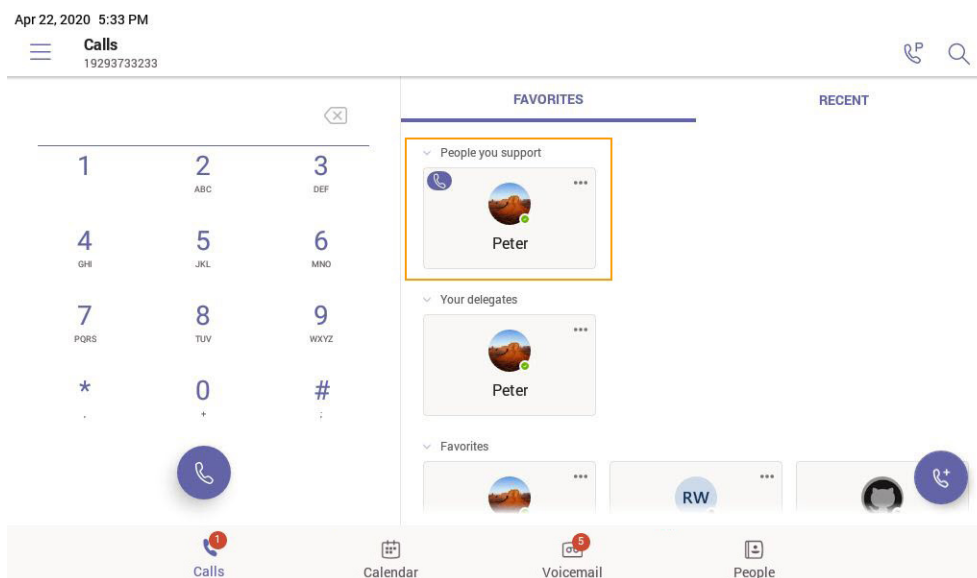 Apr 22, 2020 5:33 PM
Calls
19293733233
P
FAVORITES
RECENT
People you support
Peter
Your delegates
Peter
Favorites
RW
1
2
ABC
3
DEF
4
GHI
5
JKL
6
MNO
7
PQRS
8
TUV
9
WXYZ
*
,
0
+
#
;
1
Calls
Calendar
5
Voicemail
People